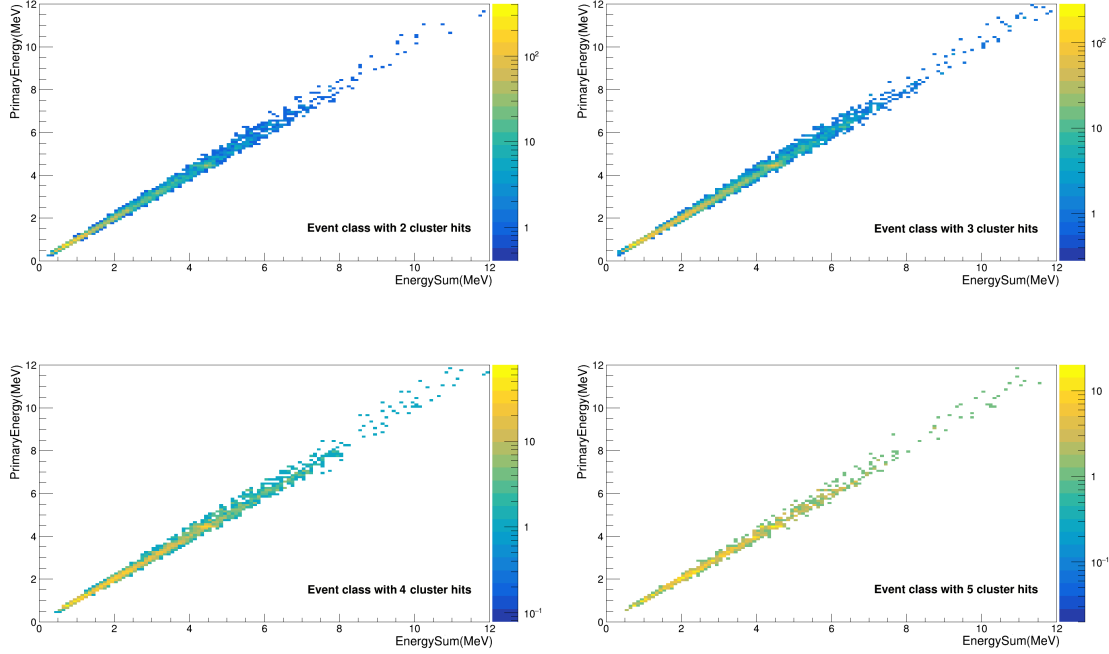 PrimaryEnergy(MeV)
12
10
8
6
4
2
0
0 2 4 6 8 10 12
EnergySum(MeV)
Event class with 2 cluster hits
10²
10
1
PrimaryEnergy(MeV)
12
10
8
6
4
2
0
0 2 4 6 8 10 12
EnergySum(MeV)
Event class with 3 cluster hits
10²
10
1
PrimaryEnergy(MeV)
12
10
8
6
4
2
0
0 2 4 6 8 10 12
EnergySum(MeV)
Event class with 4 cluster hits
10
1
10⁻¹
PrimaryEnergy(MeV)
12
10
8
6
4
2
0
0 2 4 6 8 10 12
EnergySum(MeV)
Event class with 5 cluster hits
10
1
10⁻¹